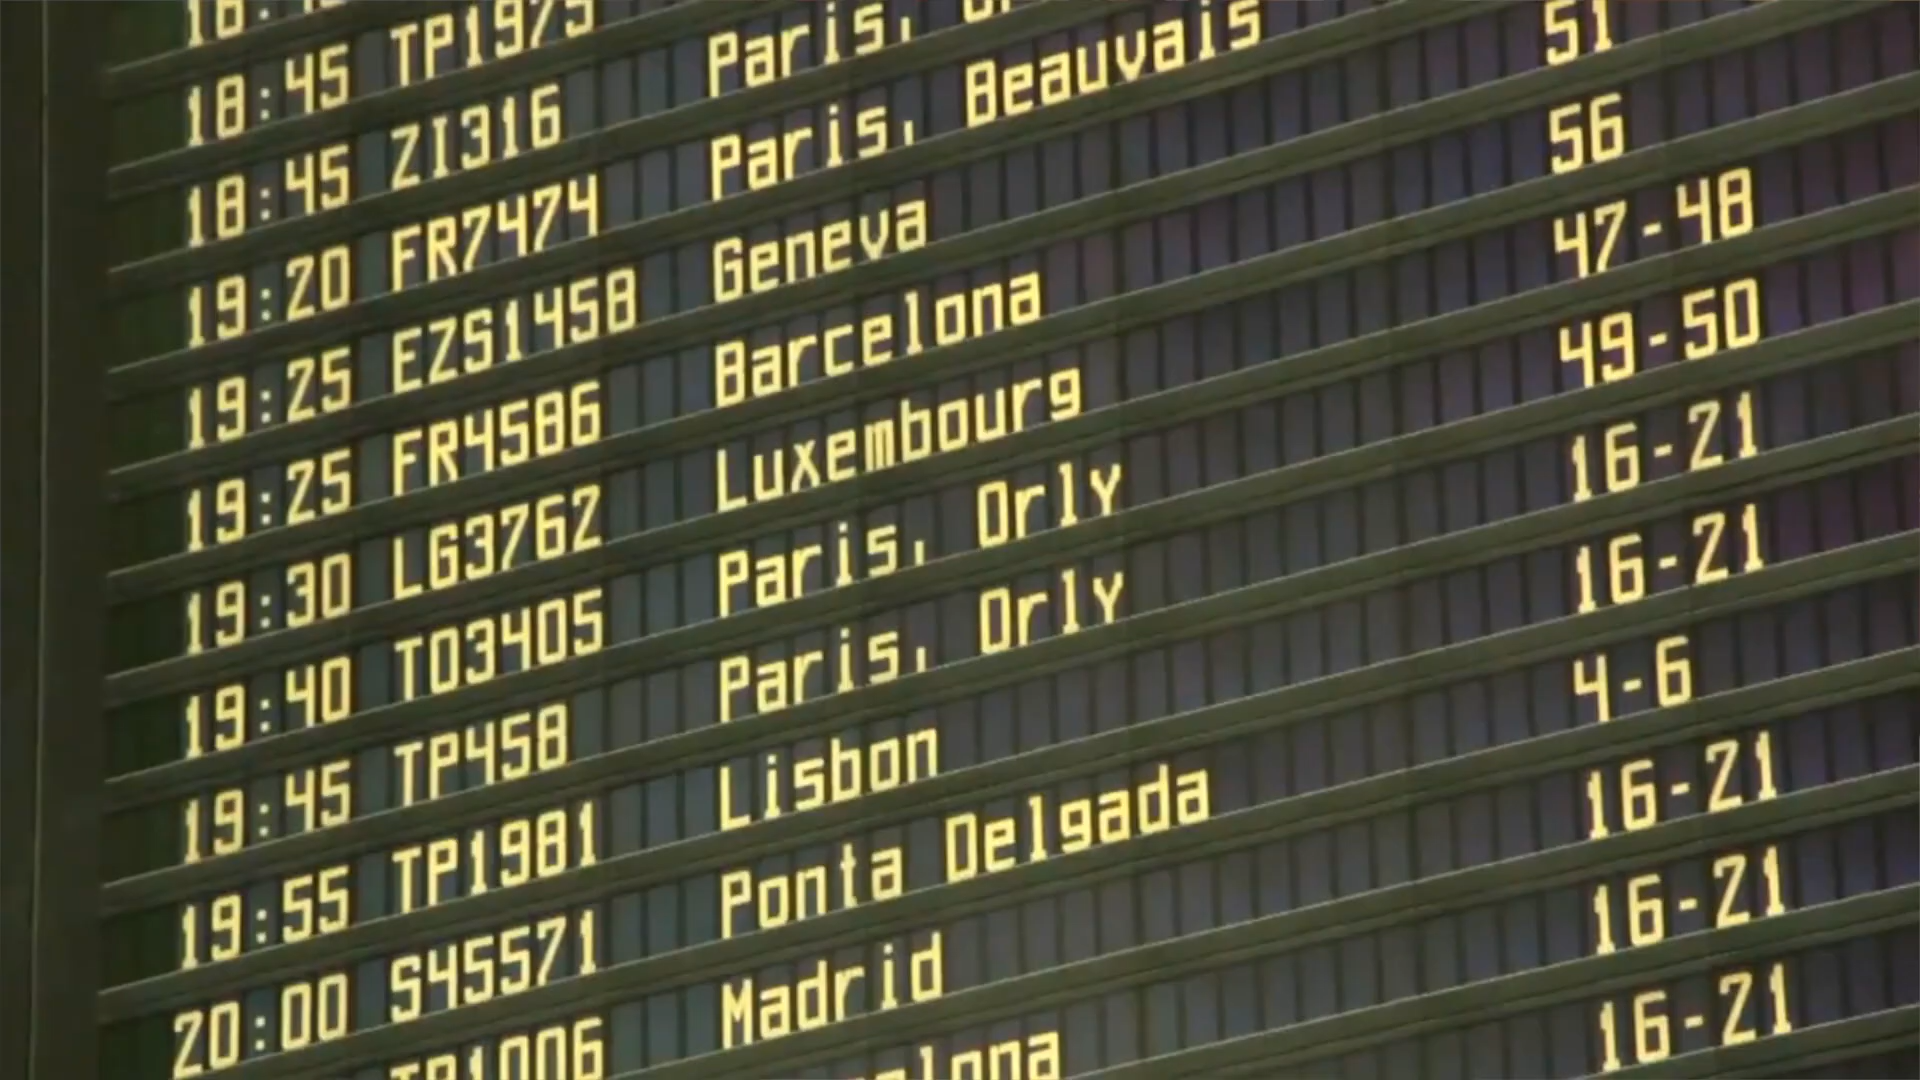 18:45 TP1975
18:45 ZI316 Paris,
19:20 FR7474 Paris, Beauvais
19:25 EZS1458 Geneva 51
19:25 FR4586 Barcelona 56
19:30 LG3762 Luxembourg 47-48
19:40 TO3405 Paris, Orly 49-50
19:45 TP458 Paris, Orly 16-21
19:55 TP1981 Lisbon 16-21
20:00 S45571 Ponta Delgada 4-6
TP1006 Madrid 16-21
16-21
16-21